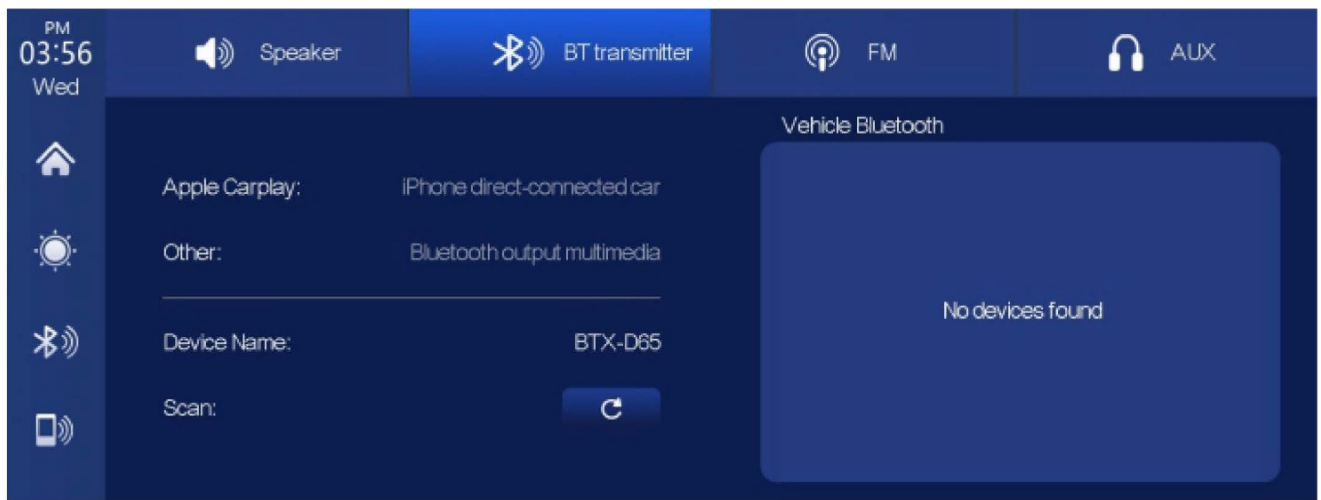 PM
03:56
Wed
Speaker
BT transmitter
FM
AUX
Vehicle Bluetooth
Apple Carplay: iPhone direct-connected car
Other: Bluetooth output multimedia
No devices found
Device Name: BTX-D65
Scan: